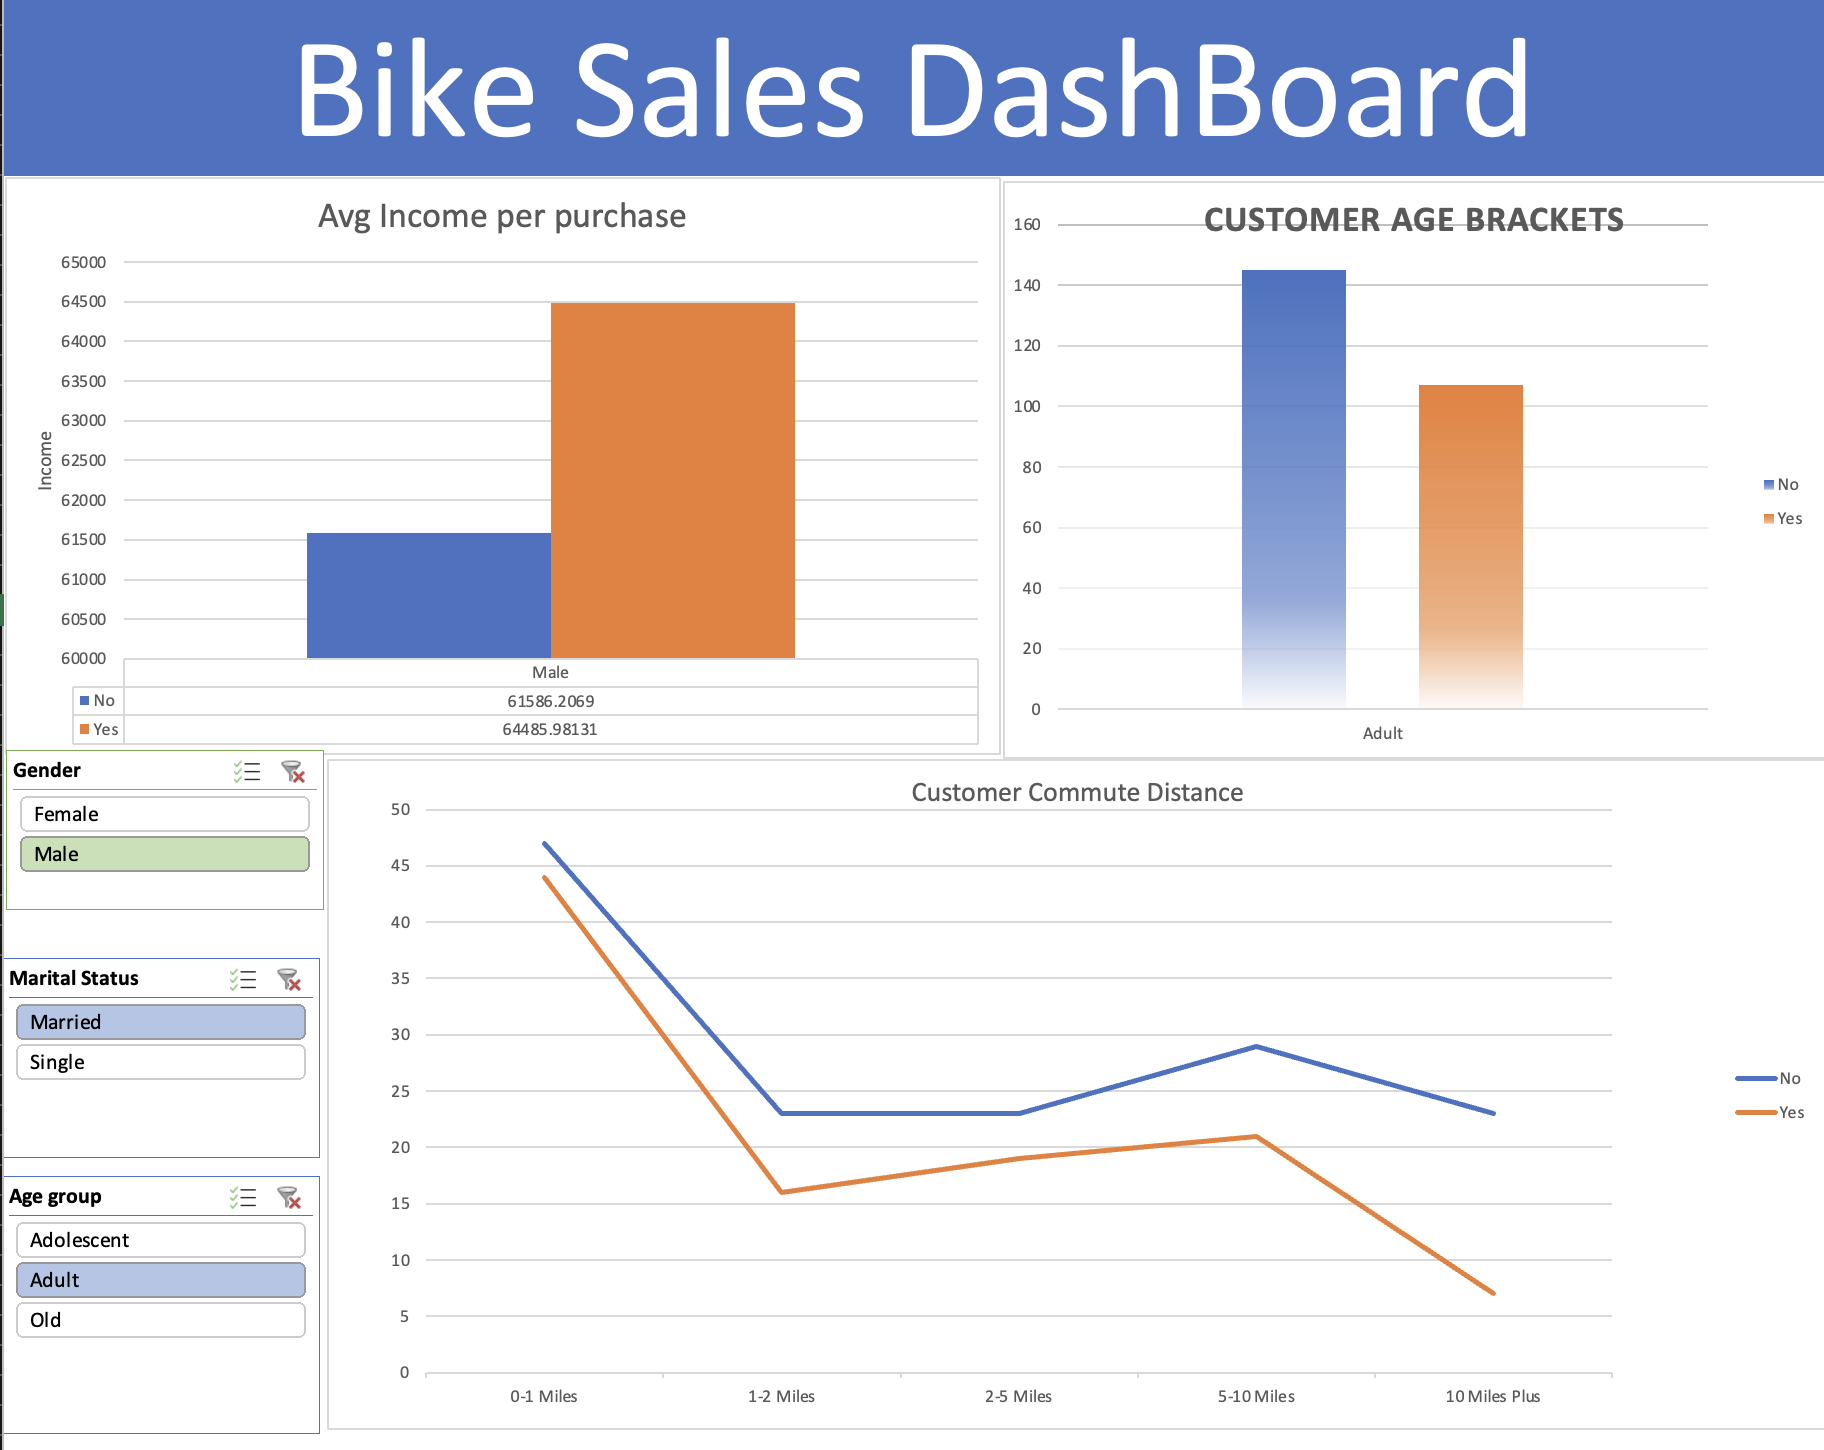 Bike Sales DashBoard
Avg Income per purchase
65000
64500
64000
63500
63000
62500
62000
61500
61000
60500
60000
Income
Male
No 61586.2069
Yes 64485.98131
CUSTOMER AGE BRACKETS
160
140
120
100
80
60
40
20
0
Adult
No
Yes
Gender
Female
Male
Marital Status
Married
Single
Age group
Adolescent
Adult
Old
Customer Commute Distance
50
45
40
35
30
25
20
15
10
5
0
0-1 Miles 1-2 Miles 2-5 Miles 5-10 Miles 10 Miles Plus
No
Yes